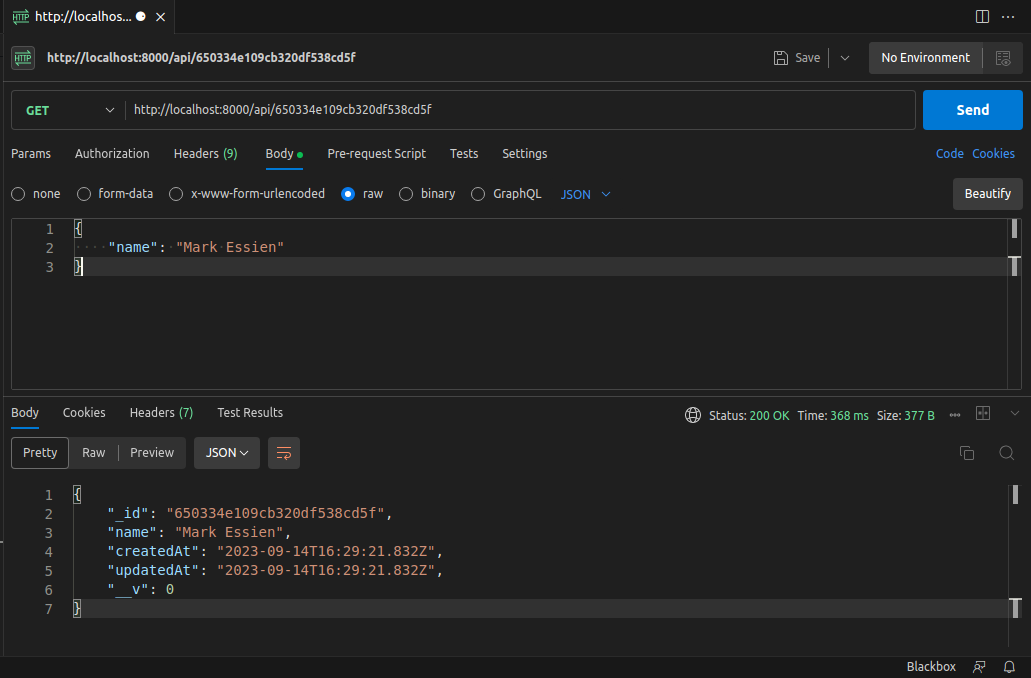 HTTP http://localhos...
HTTP http://localhost:8000/api/650334e109cb320df538cd5f Save No Environment
GET http://localhost:8000/api/650334e109cb320df538cd5f Send
Params Authorization Headers (9) Body Pre-request Script Tests Settings Code Cookies
none form-data x-www-form-urlencoded raw binary GraphQL JSON Beautify
1 {
2 "name": "Mark Essien"
3 }
Body Cookies Headers (7) Test Results Status: 200 OK Time: 368 ms Size: 377 B
Pretty Raw Preview JSON
1 {
2 "_id": "650334e109cb320df538cd5f",
3 "name": "Mark Essien",
4 "createdAt": "2023-09-14T16:29:21.832Z",
5 "updatedAt": "2023-09-14T16:29:21.832Z",
6 "__v": 0
7 }
Blackbox